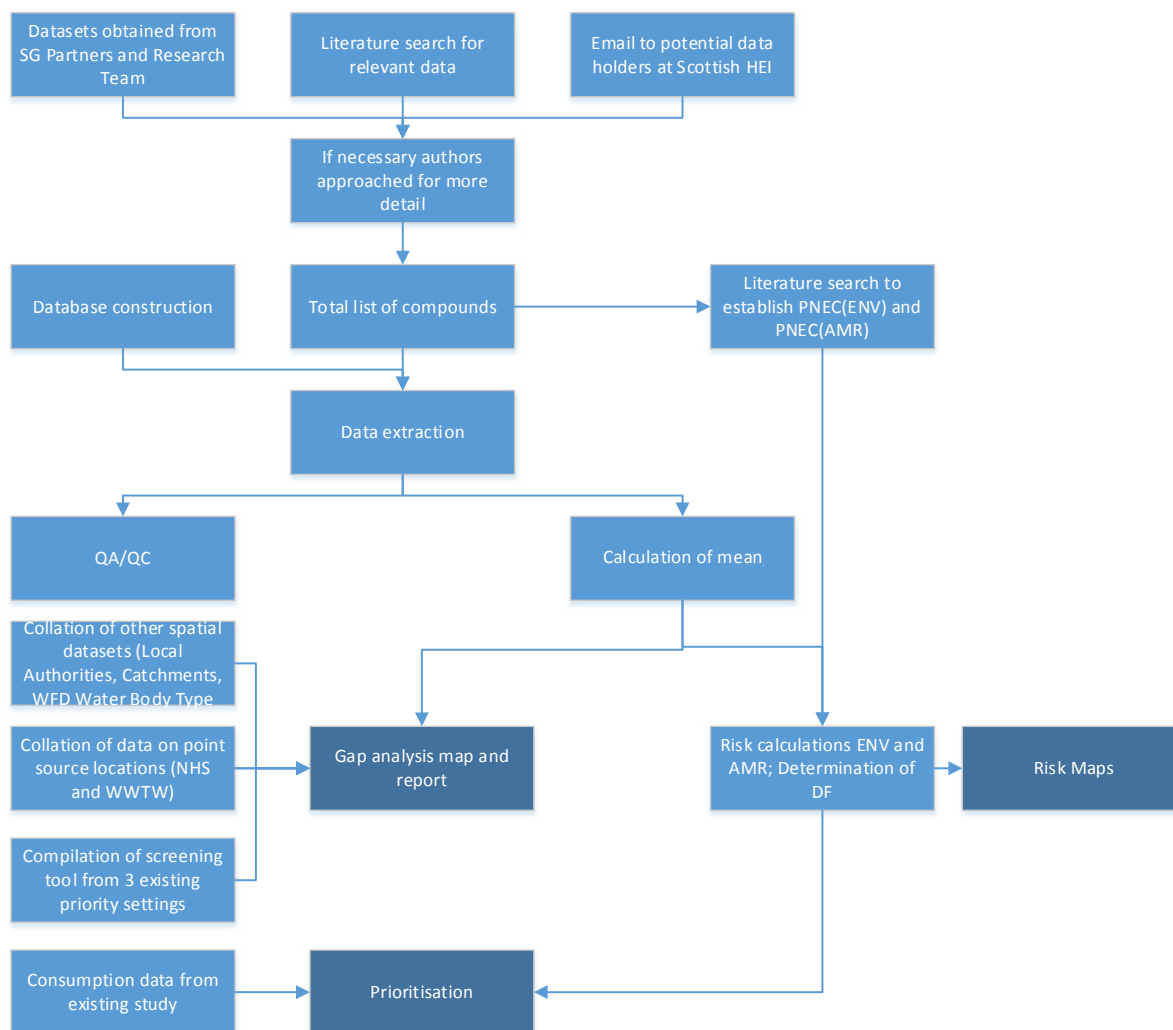 Datasets obtained from
SG Partners and Research
Team
Literature search for
relevant data
Email to potential data
holders at Scottish HEI
If necessary authors
approached for more
detail
Database construction
Total list of compounds
Literature search to
establish PNEC(ENV) and
PNEC(AMR)
Data extraction
QA/QC
Calculation of mean
Collation of other spatial
datasets (Local
Authorities, Catchments,
WFD Water Body Type
Collation of data on point
source locations (NHS
and WWTW)
Gap analysis map and
report
Risk calculations ENV and
AMR; Determination of
DF
Risk Maps
Compilation of screening
tool from 3 existing
priority settings
Consumption data from
existing study
Prioritisation